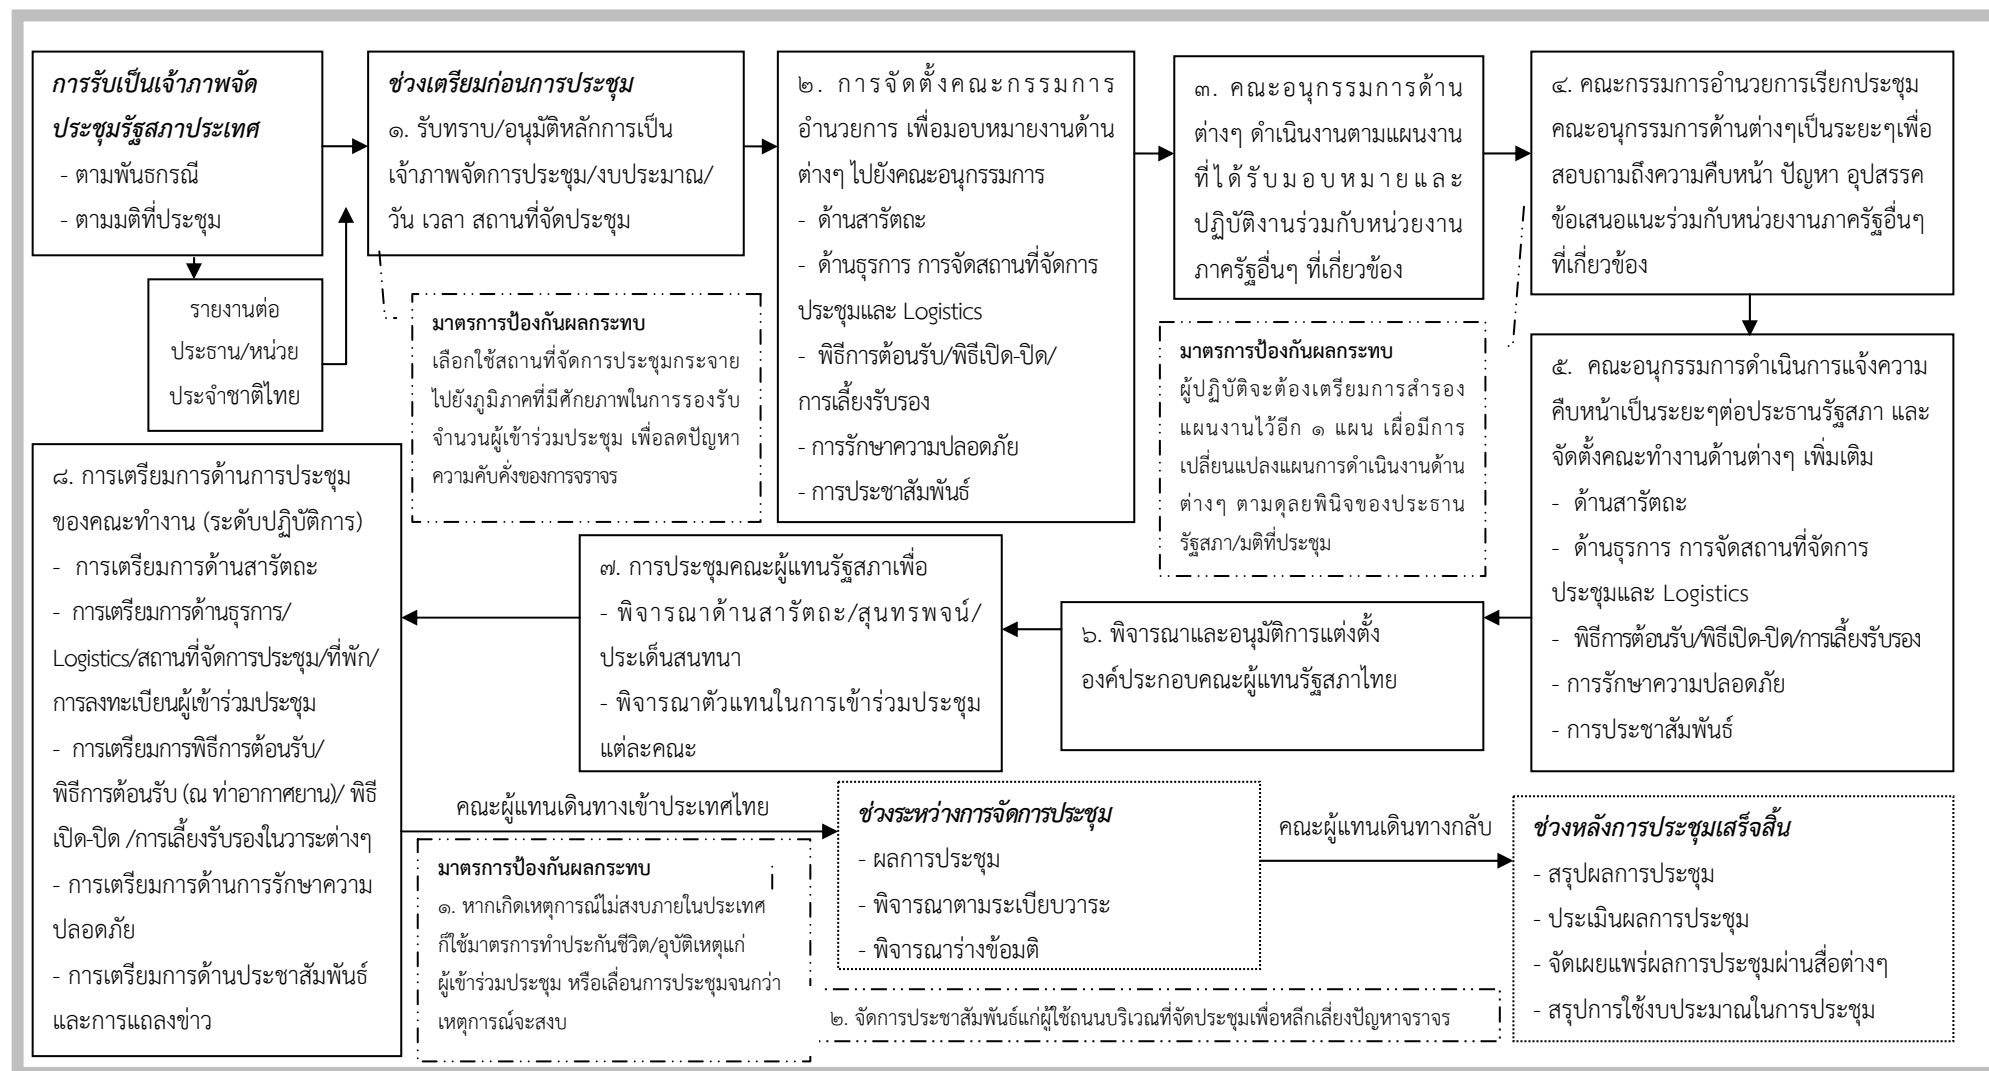 การรับเป็นเจ้าภาพจัด
ประชุมรัฐสภาประเทศ
- ตามพันธกรณี
- ตามมติที่ประชุม
รายงานต่อ
ประธาน/หน่วย
ประจำชาติไทย
ช่วงเตรียมก่อนการประชุม
๑. รับทราบ/อนุมัติหลักการเป็น
เจ้าภาพจัดการประชุม/งบประมาณ/
วัน เวลา สถานที่จัดประชุม
มาตรการป้องกันผลกระทบ
เลือกใช้สถานที่จัดการประชุมกระจาย
ไปยังภูมิภาคที่มีศักยภาพในการรองรับ
จำนวนผู้เข้าร่วมประชุม เพื่อลดปัญหา
ความคับคั่งของการจราจร
๒. การจัดตั้งคณะกรรมการ
อำนวยการ เพื่อมอบหมายงานด้าน
ต่างๆ ไปยังคณะอนุกรรมการ
- ด้านสารัตถะ
- ด้านธุรการ การจัดสถานที่จัดการ
ประชุมและ Logistics
- พิธีการต้อนรับ/พิธีเปิด-ปิด/
การเลี้ยงรับรอง
- การรักษาความปลอดภัย
- การประชาสัมพันธ์
๓. คณะอนุกรรมการด้าน
ต่างๆ ดำเนินงานตามแผนงาน
ที่ได้รับมอบหมายและ
ปฏิบัติงานร่วมกับหน่วยงาน
ภาครัฐอื่นๆ ที่เกี่ยวข้อง
มาตรการป้องกันผลกระทบ
ผู้ปฏิบัติจะต้องเตรียมการสำรอง
แผนงานไว้อีก ๑ แผน เผื่อมีการ
เปลี่ยนแปลงแผนการดำเนินงานด้าน
ต่างๆ ตามดุลยพินิจของประธาน
รัฐสภา/มติที่ประชุม
๔. คณะกรรมการอำนวยการเรียกประชุม
คณะอนุกรรมการด้านต่างๆเป็นระยะๆเพื่อ
สอบถามถึงความคืบหน้า ปัญหา อุปสรรค
ข้อเสนอแนะร่วมกับหน่วยงานภาครัฐอื่นๆ
ที่เกี่ยวข้อง
๕. คณะอนุกรรมการดำเนินการแจ้งความ
คืบหน้าเป็นระยะๆต่อประธานรัฐสภา และ
จัดตั้งคณะทำงานด้านต่างๆ เพิ่มเติม
- ด้านสารัตถะ
- ด้านธุรการ การจัดสถานที่จัดการ
ประชุมและ Logistics
- พิธีการต้อนรับ/พิธีเปิด-ปิด/การเลี้ยงรับรอง
- การรักษาความปลอดภัย
- การประชาสัมพันธ์
๖. พิจารณาและอนุมัติการแต่งตั้ง
องค์ประกอบคณะผู้แทนรัฐสภาไทย
๗. การประชุมคณะผู้แทนรัฐสภาเพื่อ
- พิจารณาด้านสารัตถะ/สุนทรพจน์/
ประเด็นสนทนา
- พิจารณาตัวแทนในการเข้าร่วมประชุม
แต่ละคณะ
๘. การเตรียมการด้านการประชุม
ของคณะทำงาน (ระดับปฏิบัติการ)
- การเตรียมการด้านสารัตถะ
- การเตรียมการด้านธุรการ/
Logistics/สถานที่จัดการประชุม/ที่พัก/
การลงทะเบียนผู้เข้าร่วมประชุม
- การเตรียมการพิธีการต้อนรับ/
พิธีการต้อนรับ (ณ ท่าอากาศยาน)/ พิธี
เปิด-ปิด /การเลี้ยงรับรองในวาระต่างๆ
- การเตรียมการด้านการรักษาความ
ปลอดภัย
- การเตรียมการด้านประชาสัมพันธ์
และการแถลงข่าว
คณะผู้แทนเดินทางเข้าประเทศไทย
มาตรการป้องกันผลกระทบ
๑. หากเกิดเหตุการณ์ไม่สงบภายในประเทศ
ก็ใช้มาตรการทำประกันชีวิต/อุบัติเหตุแก่
ผู้เข้าร่วมประชุม หรือเลื่อนการประชุมจนกว่า
เหตุการณ์จะสงบ
๒. จัดการประชาสัมพันธ์แก่ผู้ใช้ถนนบริเวณที่จัดประชุมเพื่อหลีกเลี่ยงปัญหาจราจร
ช่วงระหว่างการจัดการประชุม
- ผลการประชุม
- พิจารณาตามระเบียบวาระ
- พิจารณาร่างข้อมติ
คณะผู้แทนเดินทางกลับ
ช่วงหลังการประชุมเสร็จสิ้น
- สรุปผลการประชุม
- ประเมินผลการประชุม
- จัดเผยแพร่ผลการประชุมผ่านสื่อต่างๆ
- สรุปการใช้งบประมาณในการประชุม